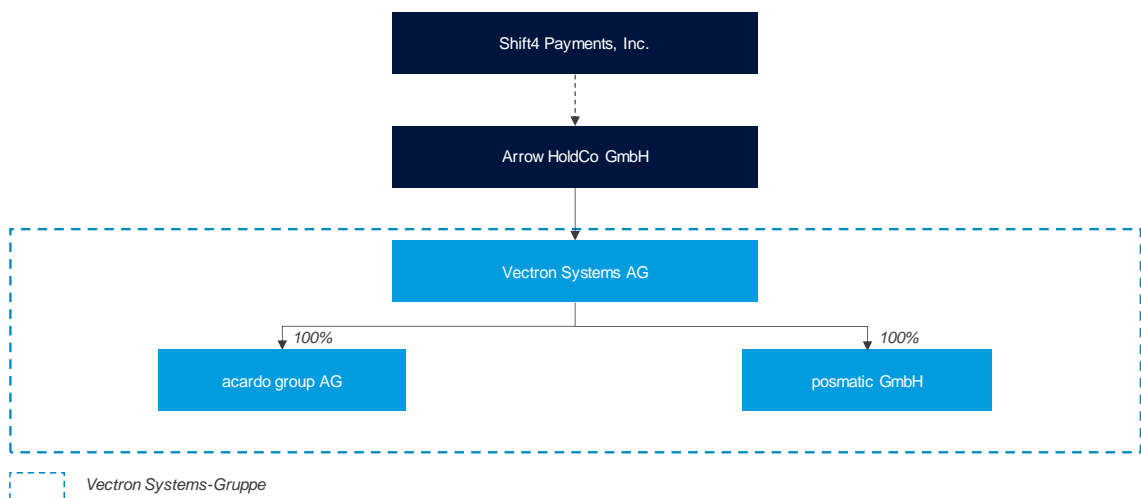 Shift4 Payments, Inc.
Arrow HoldCo GmbH
Vectron Systems AG
100%
100%
acardo group AG
posmatic GmbH
Vectron Systems-Gruppe